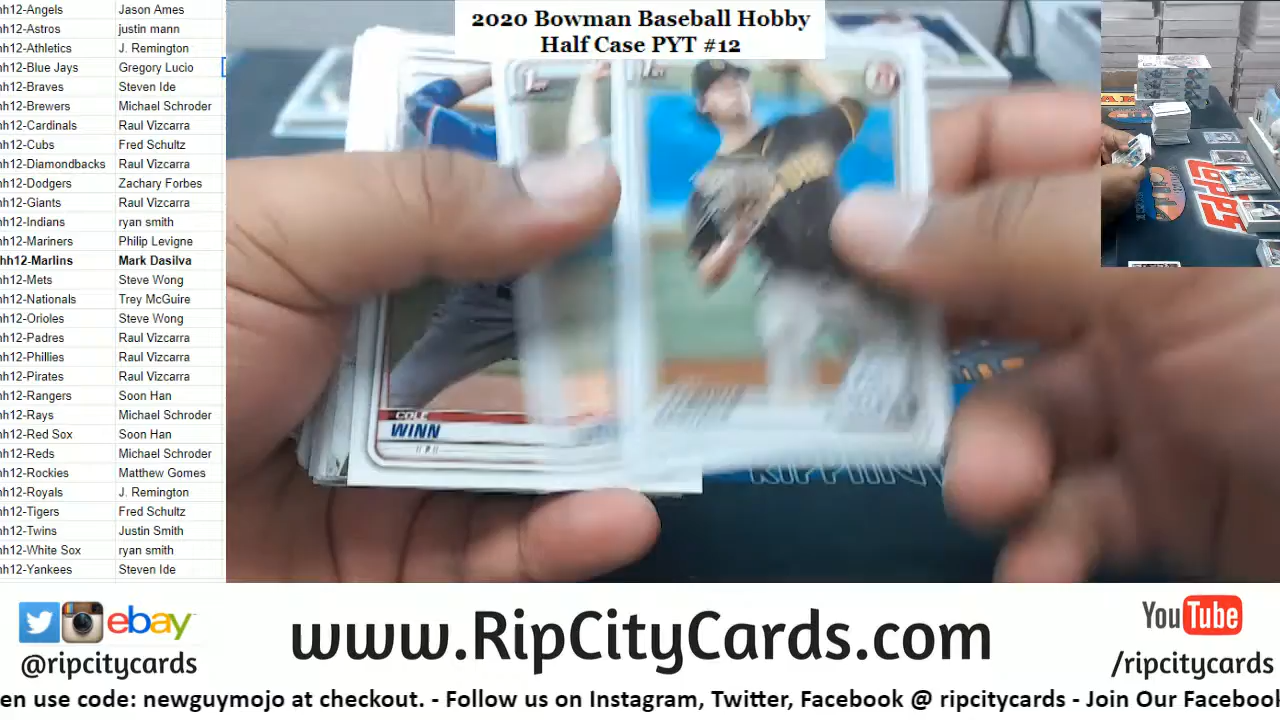 2020 Bowman Baseball Hobby
Half Case PYT #12
hh12-Angels Jason Ames
hh12-Astros justin mann
hh12-Athletics J. Remington
hh12-Blue Jays Gregory Lucio
hh12-Braves Steven Ide
hh12-Brewers Michael Schroder
hh12-Cardinals Raul Vizcarra
hh12-Cubs Fred Schultz
hh12-Diamondbacks Raul Vizcarra
hh12-Dodgers Zachary Forbes
hh12-Giants Raul Vizcarra
hh12-Indians ryan smith
hh12-Mariners Philip Levigne
hh12-Marlins Mark Dasilva
hh12-Mets Steve Wong
hh12-Nationals Trey McGuire
hh12-Orioles Steve Wong
hh12-Padres Raul Vizcarra
hh12-Phillies Raul Vizcarra
hh12-Pirates Raul Vizcarra
hh12-Rangers Soon Han
hh12-Rays Michael Schroder
hh12-Red Sox Soon Han
hh12-Reds Michael Schroder
hh12-Rockies Matthew Gomes
hh12-Royals J. Remington
hh12-Tigers Fred Schultz
hh12-Twins Justin Smith
hh12-White Sox ryan smith
hh12-Yankees Steven Ide
1st
COLE
WINN
RIPPIN
TOPPS
ebay
@ripcitycards
www.RipCityCards.com
YouTube
/ripcitycards
en use code: newguymojo at checkout. - Follow us on Instagram, Twitter, Facebook @ ripcitycards - Join Our Facebool